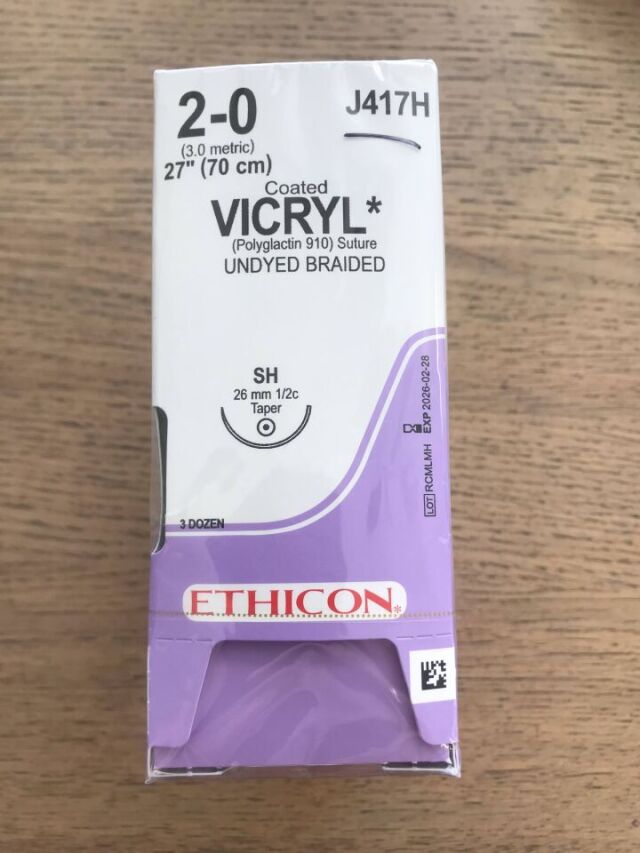 2-0
J417H
(3.0 metric)
27" (70 cm)
Coated
VICRYL*
(Polyglactin 910) Suture
UNDYED BRAIDED
SH
26 mm 1/2c
Taper
EXP 2026-02-28
LOT RCMLMH
3 DOZEN
ETHICON*